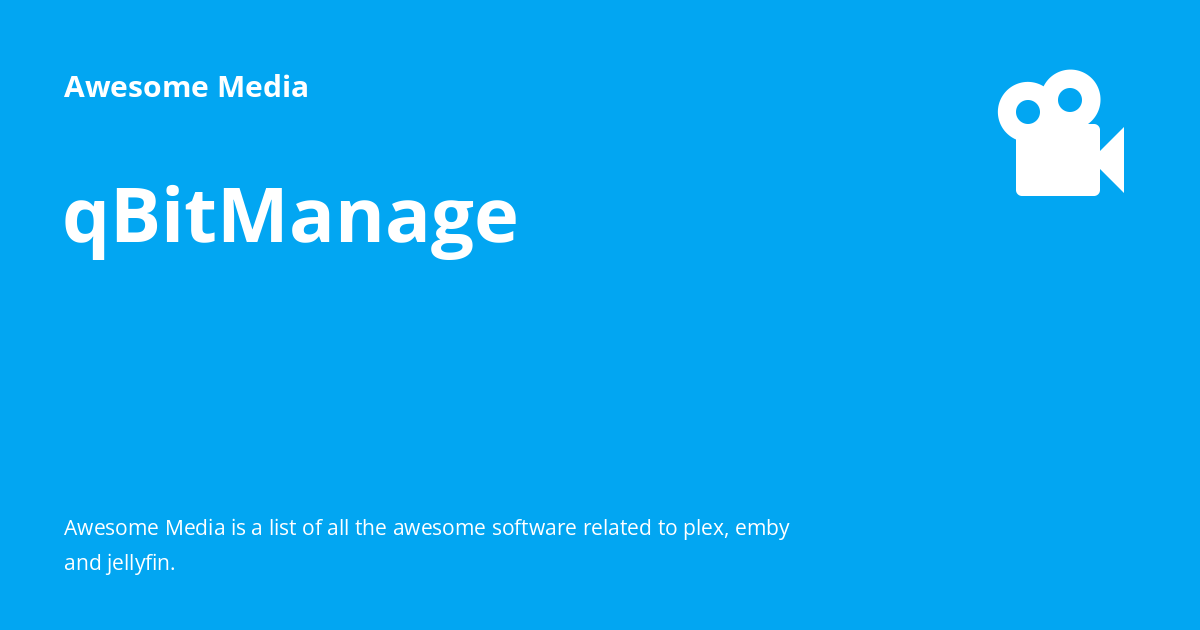 Awesome Media
qBitManage
Awesome Media is a list of all the awesome software related to plex, emby
and jellyfin.